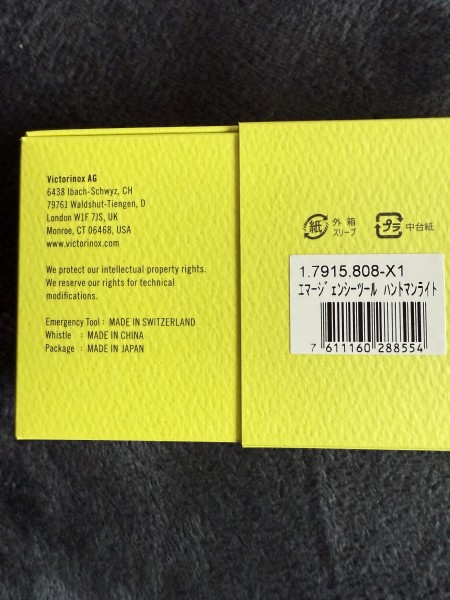 Victorinox AG
6438 Ibach-Schwyz, CH
79761 Waldshut-Tiengen, D
London W1F 7JS, UK
Monroe, CT 06468, USA
www.victorinox.com
We protect our intellectual property rights.
We reserve our rights for technical
modifications.
Emergency Tool : MADE IN SWITZERLAND
Whistle : MADE IN CHINA
Package : MADE IN JAPAN
紙 外 箱
スリーブ
プラ 中台紙
1.7915.808-X1
エマージェンシーツール ハントマンライト
7 611160 288554